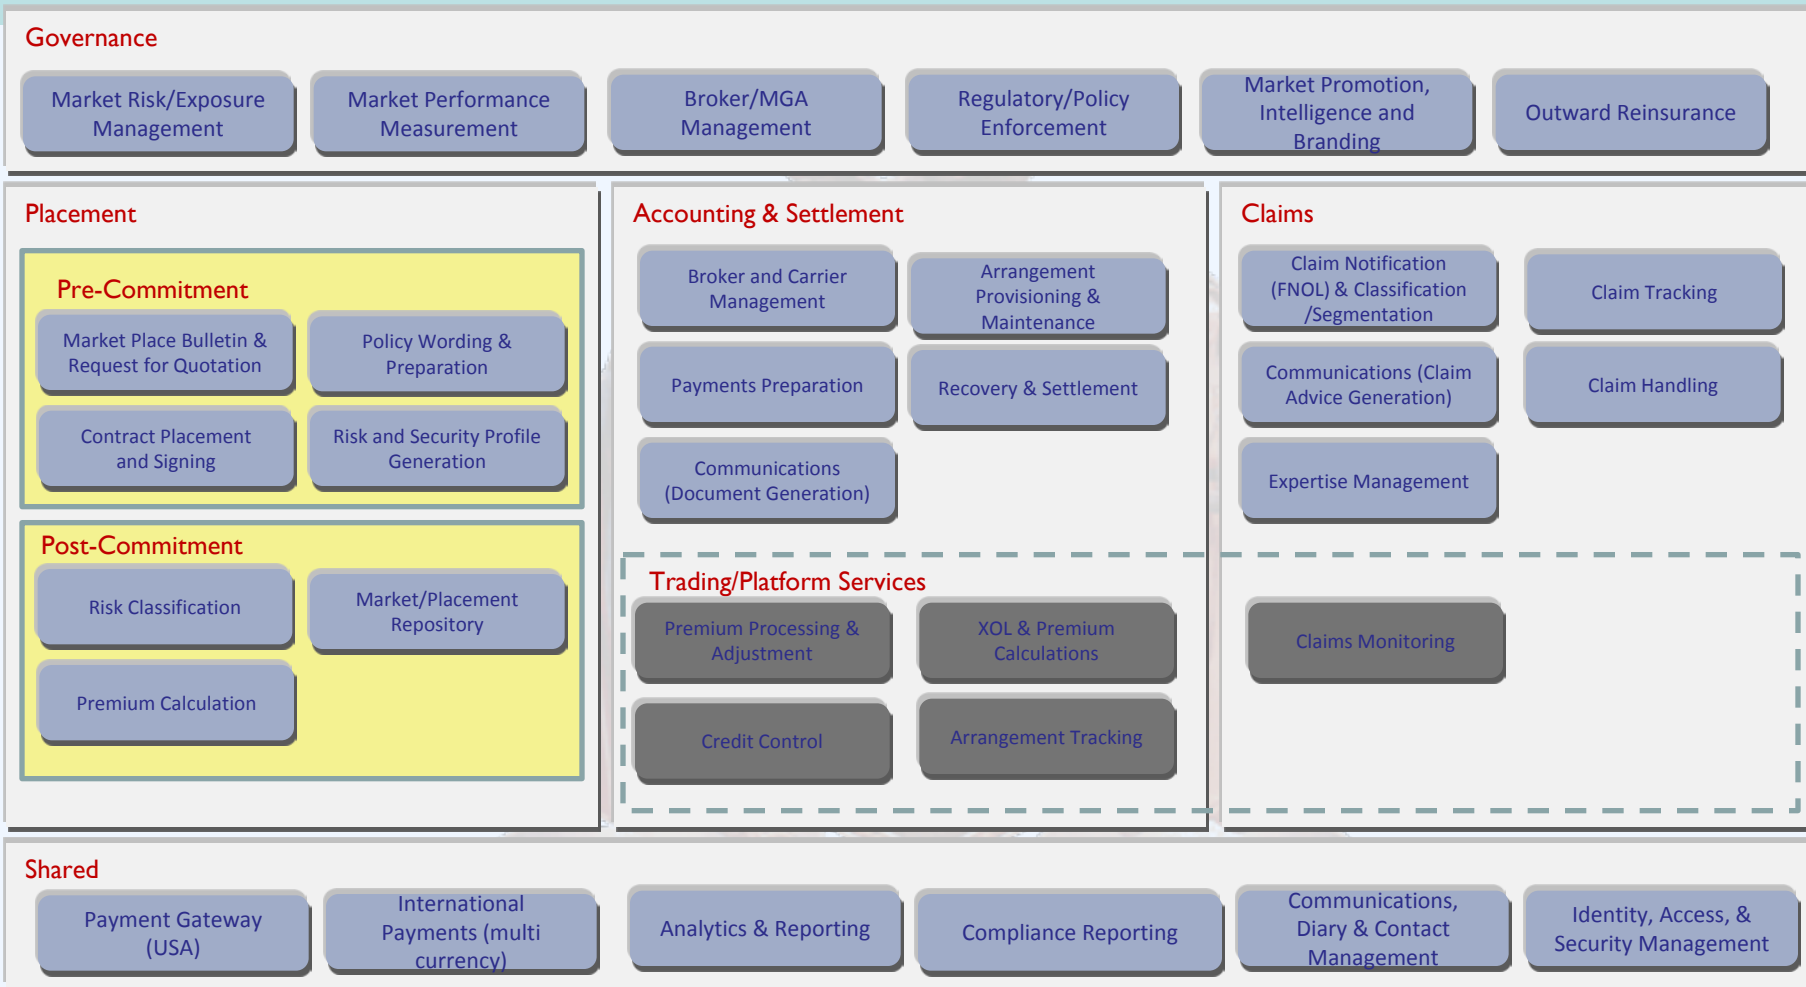 Governance
Market Risk/Exposure
Management
Market Performance
Measurement
Broker/MGA
Management
Regulatory/Policy
Enforcement
Market Promotion,
Intelligence and
Branding
Outward Reinsurance
Placement
Pre-Commitment
Market Place Bulletin &
Request for Quotation
Policy Wording &
Preparation
Contract Placement
and Signing
Risk and Security Profile
Generation
Post-Commitment
Risk Classification
Market/Placement
Repository
Premium Calculation
Accounting & Settlement
Broker and Carrier
Management
Arrangement
Provisioning &
Maintenance
Payments Preparation
Recovery & Settlement
Communications
(Document Generation)
Trading/Platform Services
Premium Processing &
Adjustment
XOL & Premium
Calculations
Credit Control
Arrangement Tracking
Claims
Claim Notification
(FNOL) & Classification
/Segmentation
Claim Tracking
Communications (Claim
Advice Generation)
Claim Handling
Expertise Management
Claims Monitoring
Shared
Payment Gateway
(USA)
International
Payments (multi
currency)
Analytics & Reporting
Compliance Reporting
Communications,
Diary & Contact
Management
Identity, Access, &
Security Management